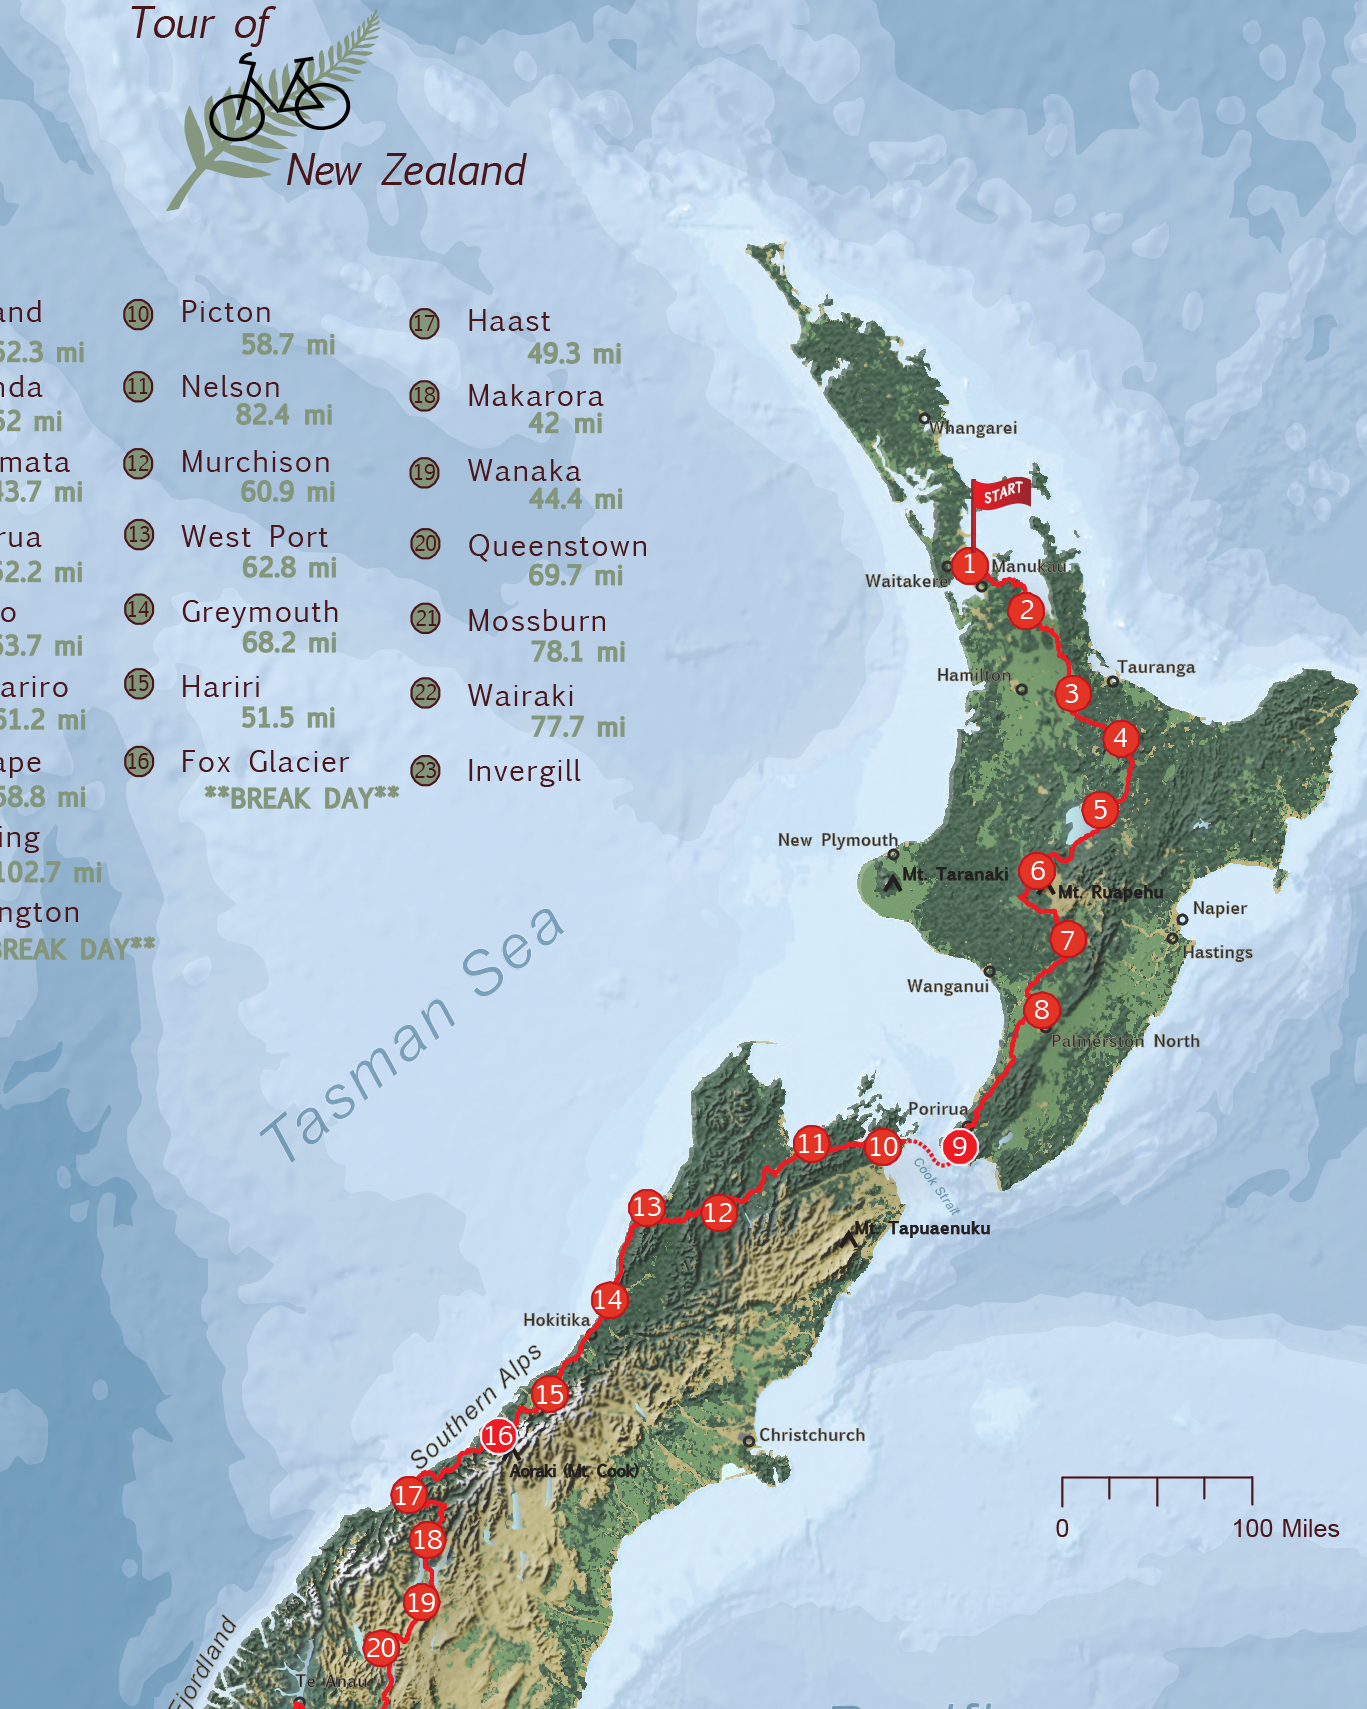 Tour of
New Zealand
and
62.3 mi
nda
52 mi
mata
43.7 mi
rua
52.2 mi
o
53.7 mi
ariro
61.2 mi
ape
58.8 mi
ing
102.7 mi
ngton
BREAK DAY**
10 Picton
58.7 mi
11 Nelson
82.4 mi
12 Murchison
60.9 mi
13 West Port
62.8 mi
14 Greymouth
68.2 mi
15 Hariri
51.5 mi
16 Fox Glacier
**BREAK DAY**
17 Haast
49.3 mi
18 Makarora
42 mi
19 Wanaka
44.4 mi
20 Queenstown
69.7 mi
21 Mossburn
78.1 mi
22 Wairaki
77.7 mi
23 Invergill
Whangarei
START
1
Manukau
Waitakere
2
Tauranga
Hamilton
3
4
5
New Plymouth
6
Mt. Taranaki
Mt. Ruapehu
Napier
7
Hastings
Wanganui
8
Palmerston North
Tasman Sea
Porirua
11
10
9
Cook Strait
13
12
Mt. Tapuaenuku
14
Hokitika
Southern Alps
15
16
Christchurch
Aoraki (Mt. Cook)
17
18
0
100 Miles
19
20
Fjordland
Te Anau